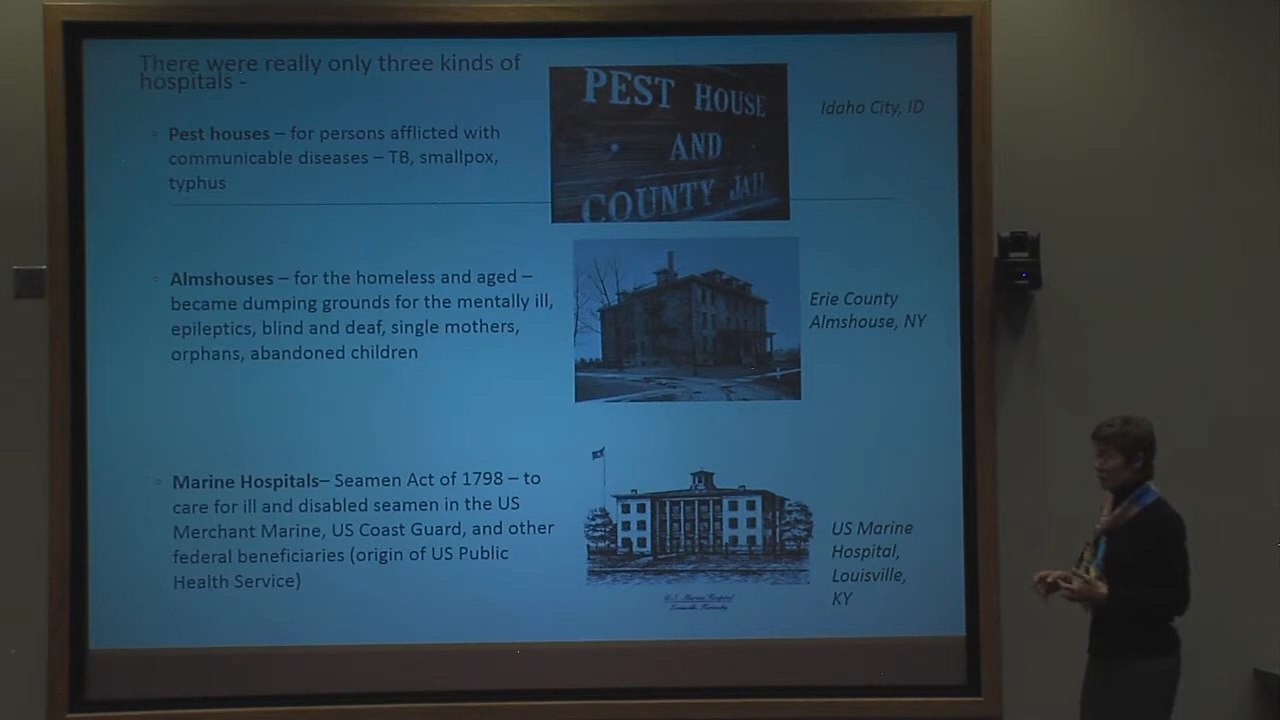 There were really only three kinds of
hospitals -
Pest houses – for persons afflicted with
communicable diseases – TB, smallpox,
typhus
PEST HOUSE
AND
COUNTY JAIL
Idaho City, ID
Almshouses – for the homeless and aged –
became dumping grounds for the mentally ill,
epileptics, blind and deaf, single mothers,
orphans, abandoned children
Erie County
Almshouse, NY
Marine Hospitals– Seamen Act of 1798 – to
care for ill and disabled seamen in the US
Merchant Marine, US Coast Guard, and other
federal beneficiaries (origin of US Public
Health Service)
U.S. Marine Hospital
Louisville, Kentucky
US Marine
Hospital,
Louisville,
KY